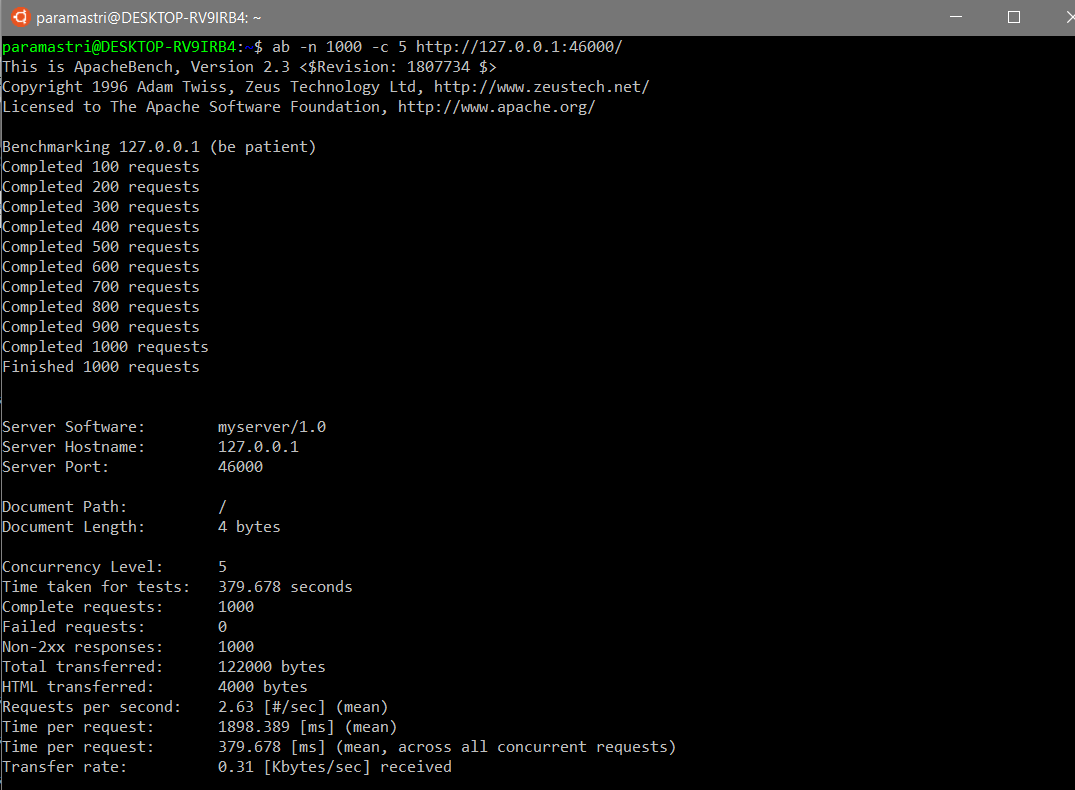 paramastri@DESKTOP-RV9IRB4: ~
paramastri@DESKTOP-RV9IRB4:~$ ab -n 1000 -c 5 http://127.0.0.1:46000/
This is ApacheBench, Version 2.3 <$Revision: 1807734 $>
Copyright 1996 Adam Twiss, Zeus Technology Ltd, http://www.zeustech.net/
Licensed to The Apache Software Foundation, http://www.apache.org/

Benchmarking 127.0.0.1 (be patient)
Completed 100 requests
Completed 200 requests
Completed 300 requests
Completed 400 requests
Completed 500 requests
Completed 600 requests
Completed 700 requests
Completed 800 requests
Completed 900 requests
Completed 1000 requests
Finished 1000 requests

Server Software:        myserver/1.0
Server Hostname:        127.0.0.1
Server Port:            46000

Document Path:          /
Document Length:        4 bytes

Concurrency Level:      5
Time taken for tests:   379.678 seconds
Complete requests:      1000
Failed requests:        0
Non-2xx responses:      1000
Total transferred:      122000 bytes
HTML transferred:       4000 bytes
Requests per second:    2.63 [#/sec] (mean)
Time per request:       1898.389 [ms] (mean)
Time per request:       379.678 [ms] (mean, across all concurrent requests)
Transfer rate:          0.31 [Kbytes/sec] received